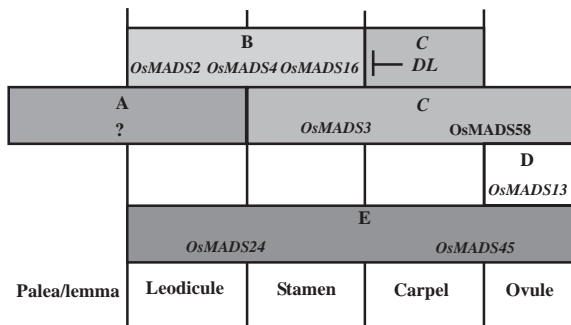 B
OsMADS2 OsMADS4 OsMADS16
C
DL
A
?
C
OsMADS3
OsMADS58
D
OsMADS13
E
OsMADS24
OsMADS45
Palea/lemma
Leodicule
Stamen
Carpel
Ovule